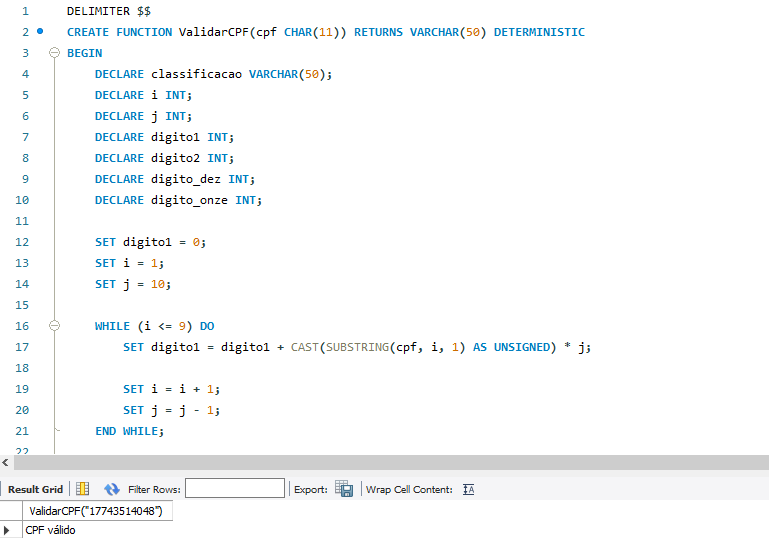 1 DELIMITER $$
2 CREATE FUNCTION ValidarCPF(cpf CHAR(11)) RETURNS VARCHAR(50) DETERMINISTIC
3 BEGIN
4 DECLARE classificacao VARCHAR(50);
5 DECLARE i INT;
6 DECLARE j INT;
7 DECLARE digito1 INT;
8 DECLARE digito2 INT;
9 DECLARE digito_dez INT;
10 DECLARE digito_onze INT;
11
12 SET digito1 = 0;
13 SET i = 1;
14 SET j = 10;
15
16 WHILE (i <= 9) DO
17 SET digito1 = digito1 + CAST(SUBSTRING(cpf, i, 1) AS UNSIGNED) * j;
18
19 SET i = i + 1;
20 SET j = j - 1;
21 END WHILE;
22
Result Grid Filter Rows: Export: Wrap Cell Content: IA
ValidarCPF("17743514048")
CPF válido